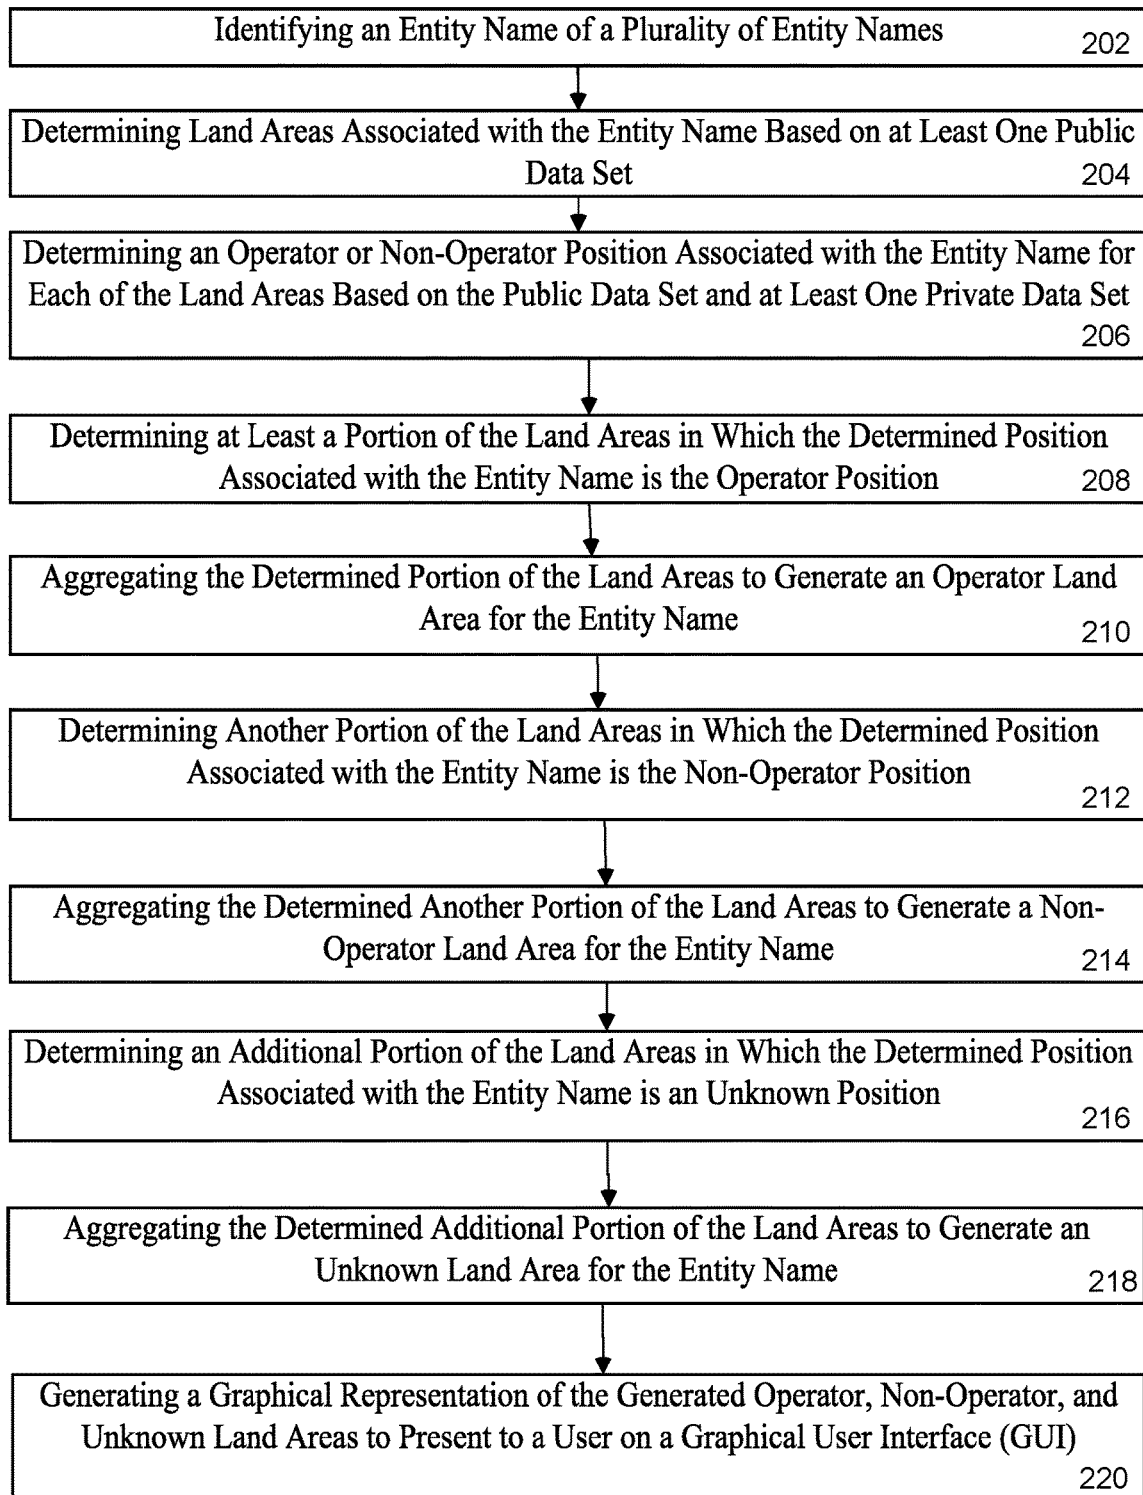 Identifying an Entity Name of a Plurality of Entity Names
202
Determining Land Areas Associated with the Entity Name Based on at Least One Public
Data Set
204
Determining an Operator or Non-Operator Position Associated with the Entity Name for
Each of the Land Areas Based on the Public Data Set and at Least One Private Data Set
206
Determining at Least a Portion of the Land Areas in Which the Determined Position
Associated with the Entity Name is the Operator Position
208
Aggregating the Determined Portion of the Land Areas to Generate an Operator Land
Area for the Entity Name
210
Determining Another Portion of the Land Areas in Which the Determined Position
Associated with the Entity Name is the Non-Operator Position
212
Aggregating the Determined Another Portion of the Land Areas to Generate a Non-
Operator Land Area for the Entity Name
214
Determining an Additional Portion of the Land Areas in Which the Determined Position
Associated with the Entity Name is an Unknown Position
216
Aggregating the Determined Additional Portion of the Land Areas to Generate an
Unknown Land Area for the Entity Name
218
Generating a Graphical Representation of the Generated Operator, Non-Operator, and
Unknown Land Areas to Present to a User on a Graphical User Interface (GUI)
220